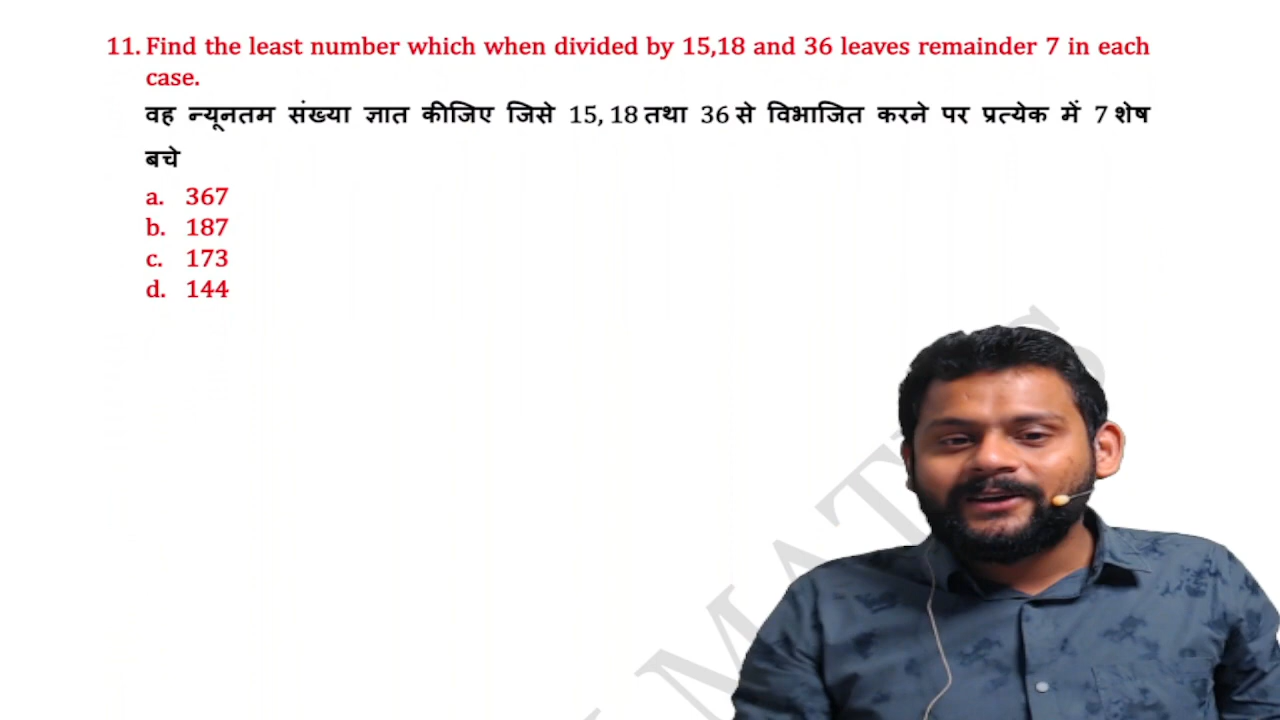 11. Find the least number which when divided by 15,18 and 36 leaves remainder 7 in each
case.
वह न्यूनतम संख्या ज्ञात कीजिए जिसे 15, 18 तथा 36 से विभाजित करने पर प्रत्येक में 7 शेष
बचे
a. 367
b. 187
c. 173
d. 144